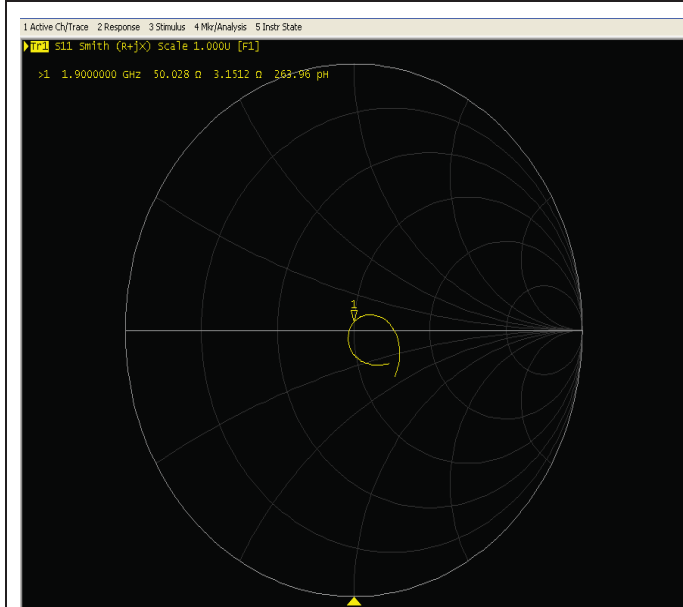 1 Active Ch/Trace 2 Response 3 Stimulus 4 Mkr/Analysis 5 Instr State
Tr1 S11 Smith (R+jX) Scale 1.000U [F1]
>1 1.9000000 GHz 50.028 Ω 3.1512 Ω 263.96 pH
1